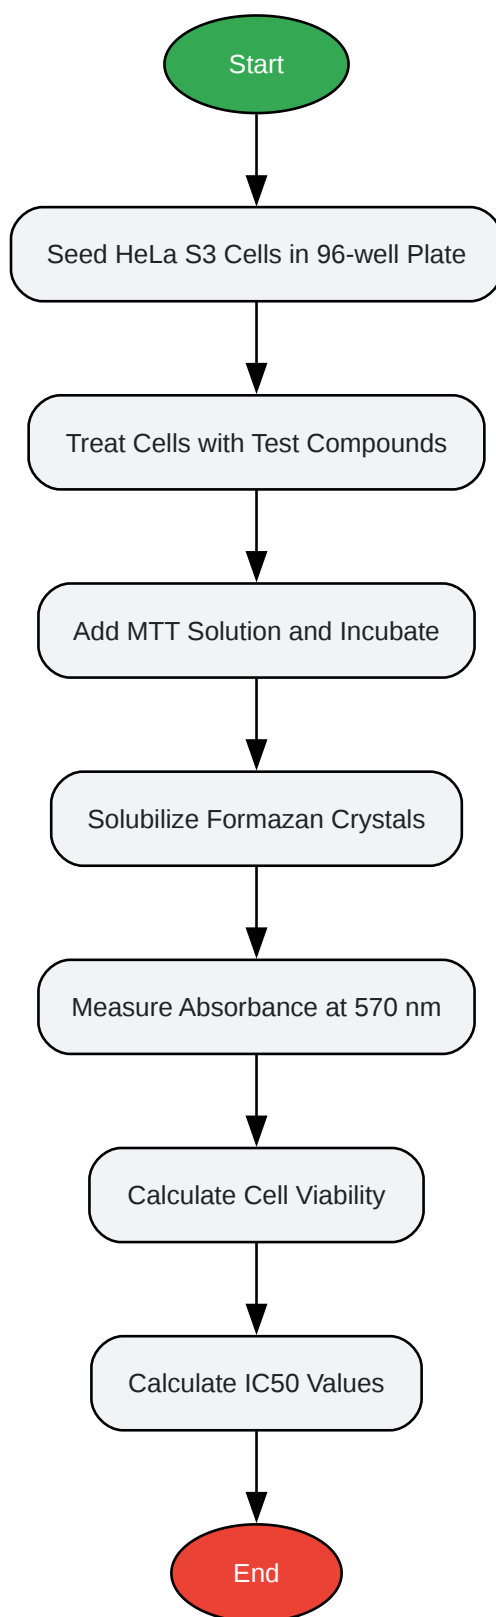 Start
Seed HeLa S3 Cells in 96-well Plate
Treat Cells with Test Compounds
Add MTT Solution and Incubate
Solubilize Formazan Crystals
Measure Absorbance at 570 nm
Calculate Cell Viability
Calculate IC50 Values
End